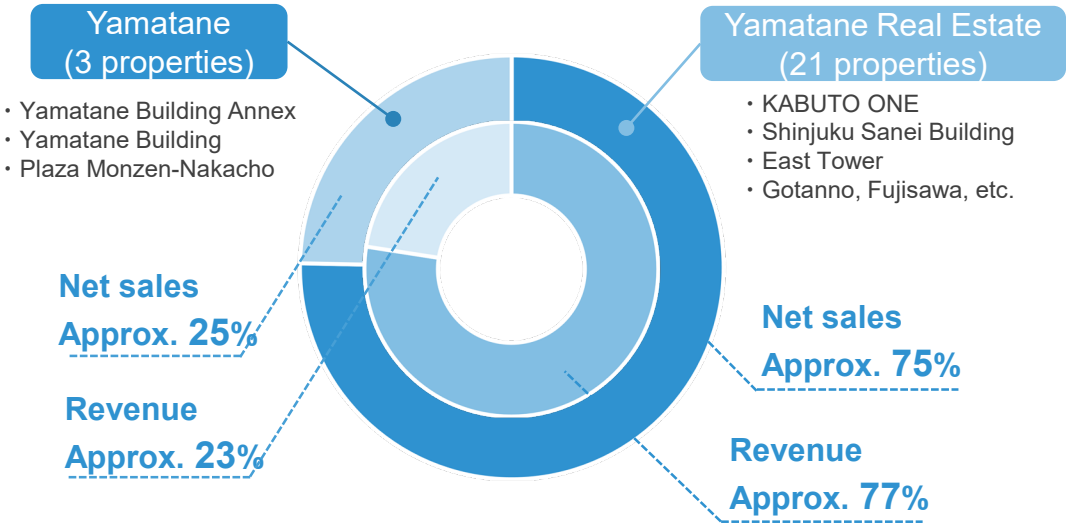 Yamatane
(3 properties)
・Yamatane Building Annex
・Yamatane Building
・Plaza Monzen-Nakacho
Yamatane Real Estate
(21 properties)
・KABUTO ONE
・Shinjuku Sanei Building
・East Tower
・Gotanno, Fujisawa, etc.
Net sales
Approx. 25%
Revenue
Approx. 23%
Net sales
Approx. 75%
Revenue
Approx. 77%